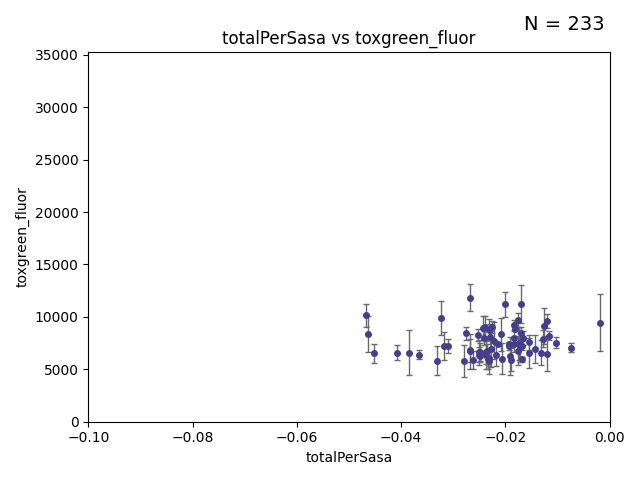 N = 233
totalPerSasa vs toxgreen_fluor
35000
30000
25000
20000
15000
10000
5000
0
toxgreen_fluor
−0.10 −0.08 −0.06 −0.04 −0.02 0.00
totalPerSasa